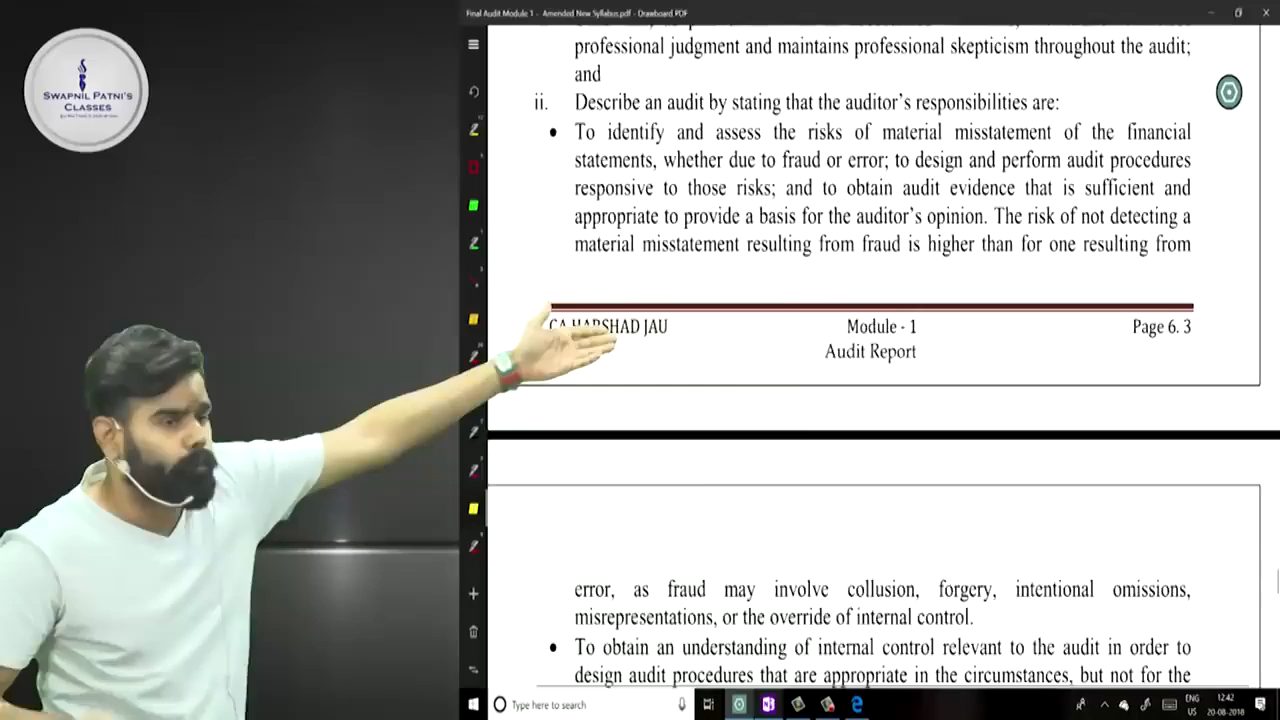 Final Audit Module 1 - Amended New Syllabus.pdf - Drawboard PDF
SWAPNIL PATNI'S
CLASSES
professional judgment and maintains professional skepticism throughout the audit;
and
ii. Describe an audit by stating that the auditor's responsibilities are:
• To identify and assess the risks of material misstatement of the financial
statements, whether due to fraud or error; to design and perform audit procedures
responsive to those risks; and to obtain audit evidence that is sufficient and
appropriate to provide a basis for the auditor's opinion. The risk of not detecting a
material misstatement resulting from fraud is higher than for one resulting from
CA HARSHAD JAU Module - 1 Page 6. 3
Audit Report
error, as fraud may involve collusion, forgery, intentional omissions,
misrepresentations, or the override of internal control.
• To obtain an understanding of internal control relevant to the audit in order to
design audit procedures that are appropriate in the circumstances, but not for the
Type here to search
ENG 12:42
US 20-08-2018